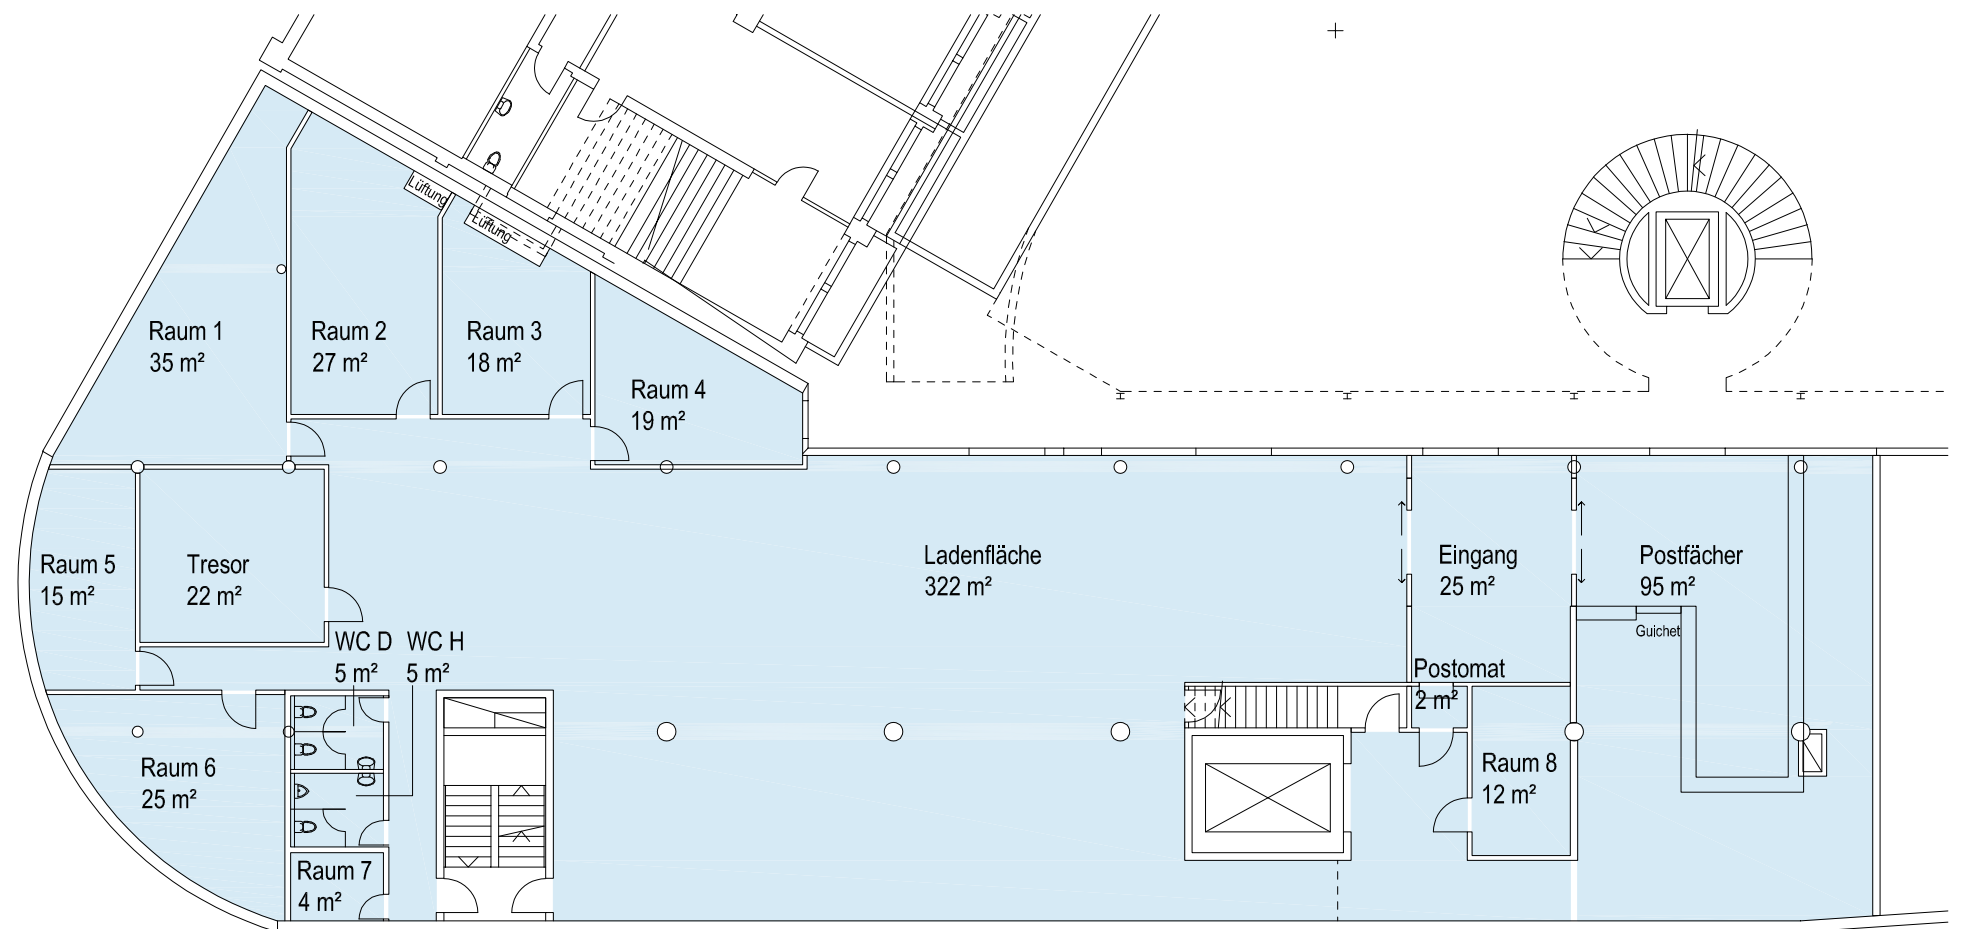 Lüftung
Lüftung
Raum 1
35 m²
Raum 2
27 m²
Raum 3
18 m²
Raum 4
19 m²
Raum 5
15 m²
Tresor
22 m²
Ladenfläche
322 m²
Eingang
25 m²
Postfächer
95 m²
Guichet
WC D
5 m²
WC H
5 m²
Postomat
2 m²
Raum 6
25 m²
Raum 8
12 m²
Raum 7
4 m²